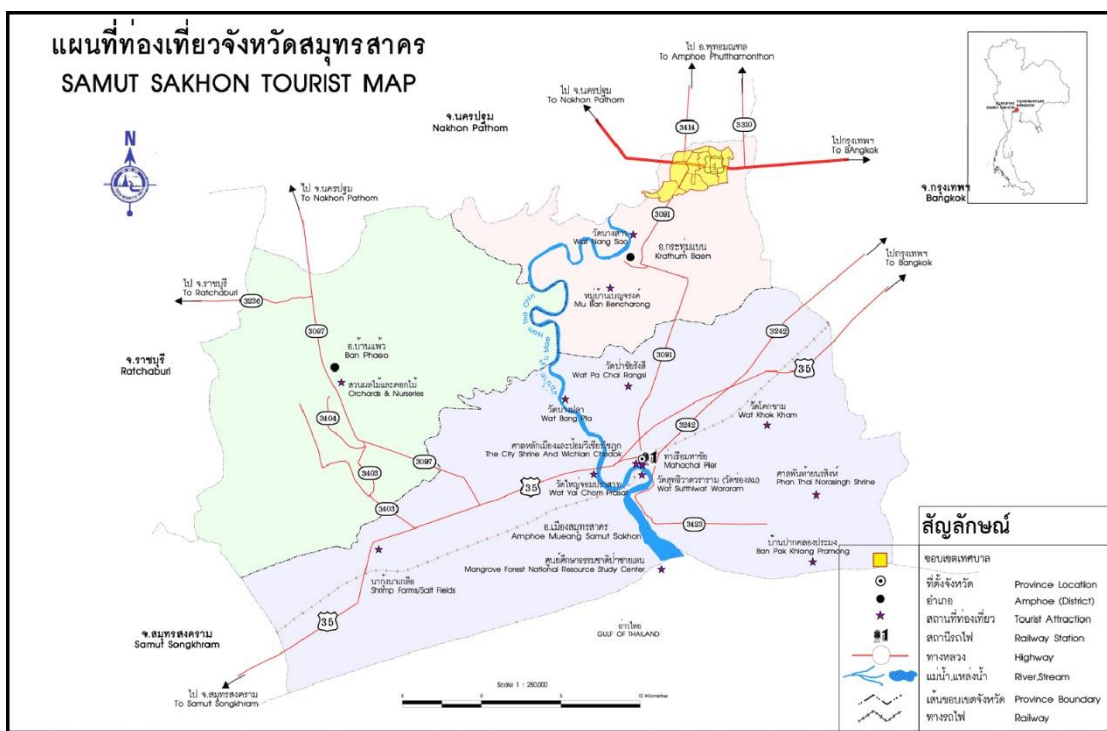 แผนที่ท่องเที่ยวจังหวัดสมุทรสาคร
SAMUT SAKHON TOURIST MAP
N
ไป อ.พุทธมณฑล
To Amphoe Phutthamonthon
ไป จ.นครปฐม
To Nakhon Pathom
จ.นครปฐม
Nakhon Pathom
3414
3310
ไปกรุงเทพฯ
To BAngkok
จ.กรุงเทพฯ
Bangkok
กรุงเทพมหานคร
BANGKOK
SAMUT SAKHON
ไป จ.นครปฐม
To Nakhon Pathom
3091
วัดนางสาว
Wat Nang Sao
อ.กระทุ่มแบน
Krathum Baen
ไปกรุงเทพฯ
To Bangkok
หมู่บ้านเบญจรงค์
Mu Ban Bencharong
ไป จ.ราชบุรี
To Ratchaburi
3236
3097
3242
3091
35
อ.บ้านแพ้ว
Ban Phaeo
จ.ราชบุรี
Ratchaburi
สวนผลไม้และดอกไม้
Orchards & Nurseries
วัดป่าชัยรังสี
Wat Pa Chai Rangsi
วัดบางปลา
Wat Bang Pla
วัดโคกขาม
Wat Khok Kham
3404
3242
ศาลหลักเมืองและป้อมวิเชียรโชฎก
The City Shrine And Wichian Chodok
ท่าเรือมหาชัย
Mahachai Pier
3403
3097
35
วัดใหญ่จอมปราสาท
Wat Yai Chom Prasat
วัดสุทธิวาตวราราม (วัดช่องลม)
Wat Sutthiwat Wararam
ศาลพันท้ายนรสิงห์
Phan Thai Norasingh Shrine
3403
3423
อ.เมืองสมุทรสาคร
Amphoe Mueang Samut Sakhon
ศูนย์ศึกษาธรรมชาติป่าชายเลน
Mangrove Forest National Resource Study Center
บ้านปากคลองประมง
Ban Pak Khlong Pramong
นากุ้งนาเกลือ
Shrimp Farms/Salt Fields
35
จ.สมุทรสงคราม
Samut Songkhram
อ่าวไทย
GULF OF THAILAND
ไป จ.สมุทรสงคราม
To Samut Songkhram
Scale 1 : 250,000
0 5 10 Kilometres
สัญลักษณ์
ขอบเขตเทศบาล
ที่ตั้งจังหวัด Province Location
อำเภอ Amphoe (District)
สถานที่ท่องเที่ยว Tourist Attraction
สถานีรถไฟ Railway Station
ทางหลวง Highway
แม่น้ำ,แหล่งน้ำ River,Stream
เส้นขอบเขตจังหวัด Province Boundary
ทางรถไฟ Railway